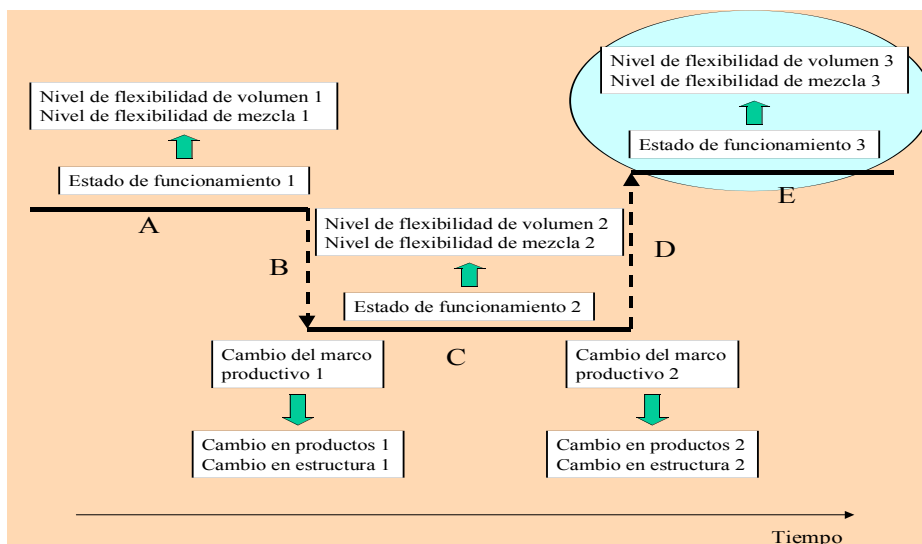 Nivel de flexibilidad de volumen 1
Nivel de flexibilidad de mezcla 1
Estado de funcionamiento 1
A
B
Nivel de flexibilidad de volumen 2
Nivel de flexibilidad de mezcla 2
Estado de funcionamiento 2
C
D
Nivel de flexibilidad de volumen 3
Nivel de flexibilidad de mezcla 3
Estado de funcionamiento 3
E
Cambio del marco
productivo 1
Cambio en productos 1
Cambio en estructura 1
Cambio del marco
productivo 2
Cambio en productos 2
Cambio en estructura 2
Tiempo